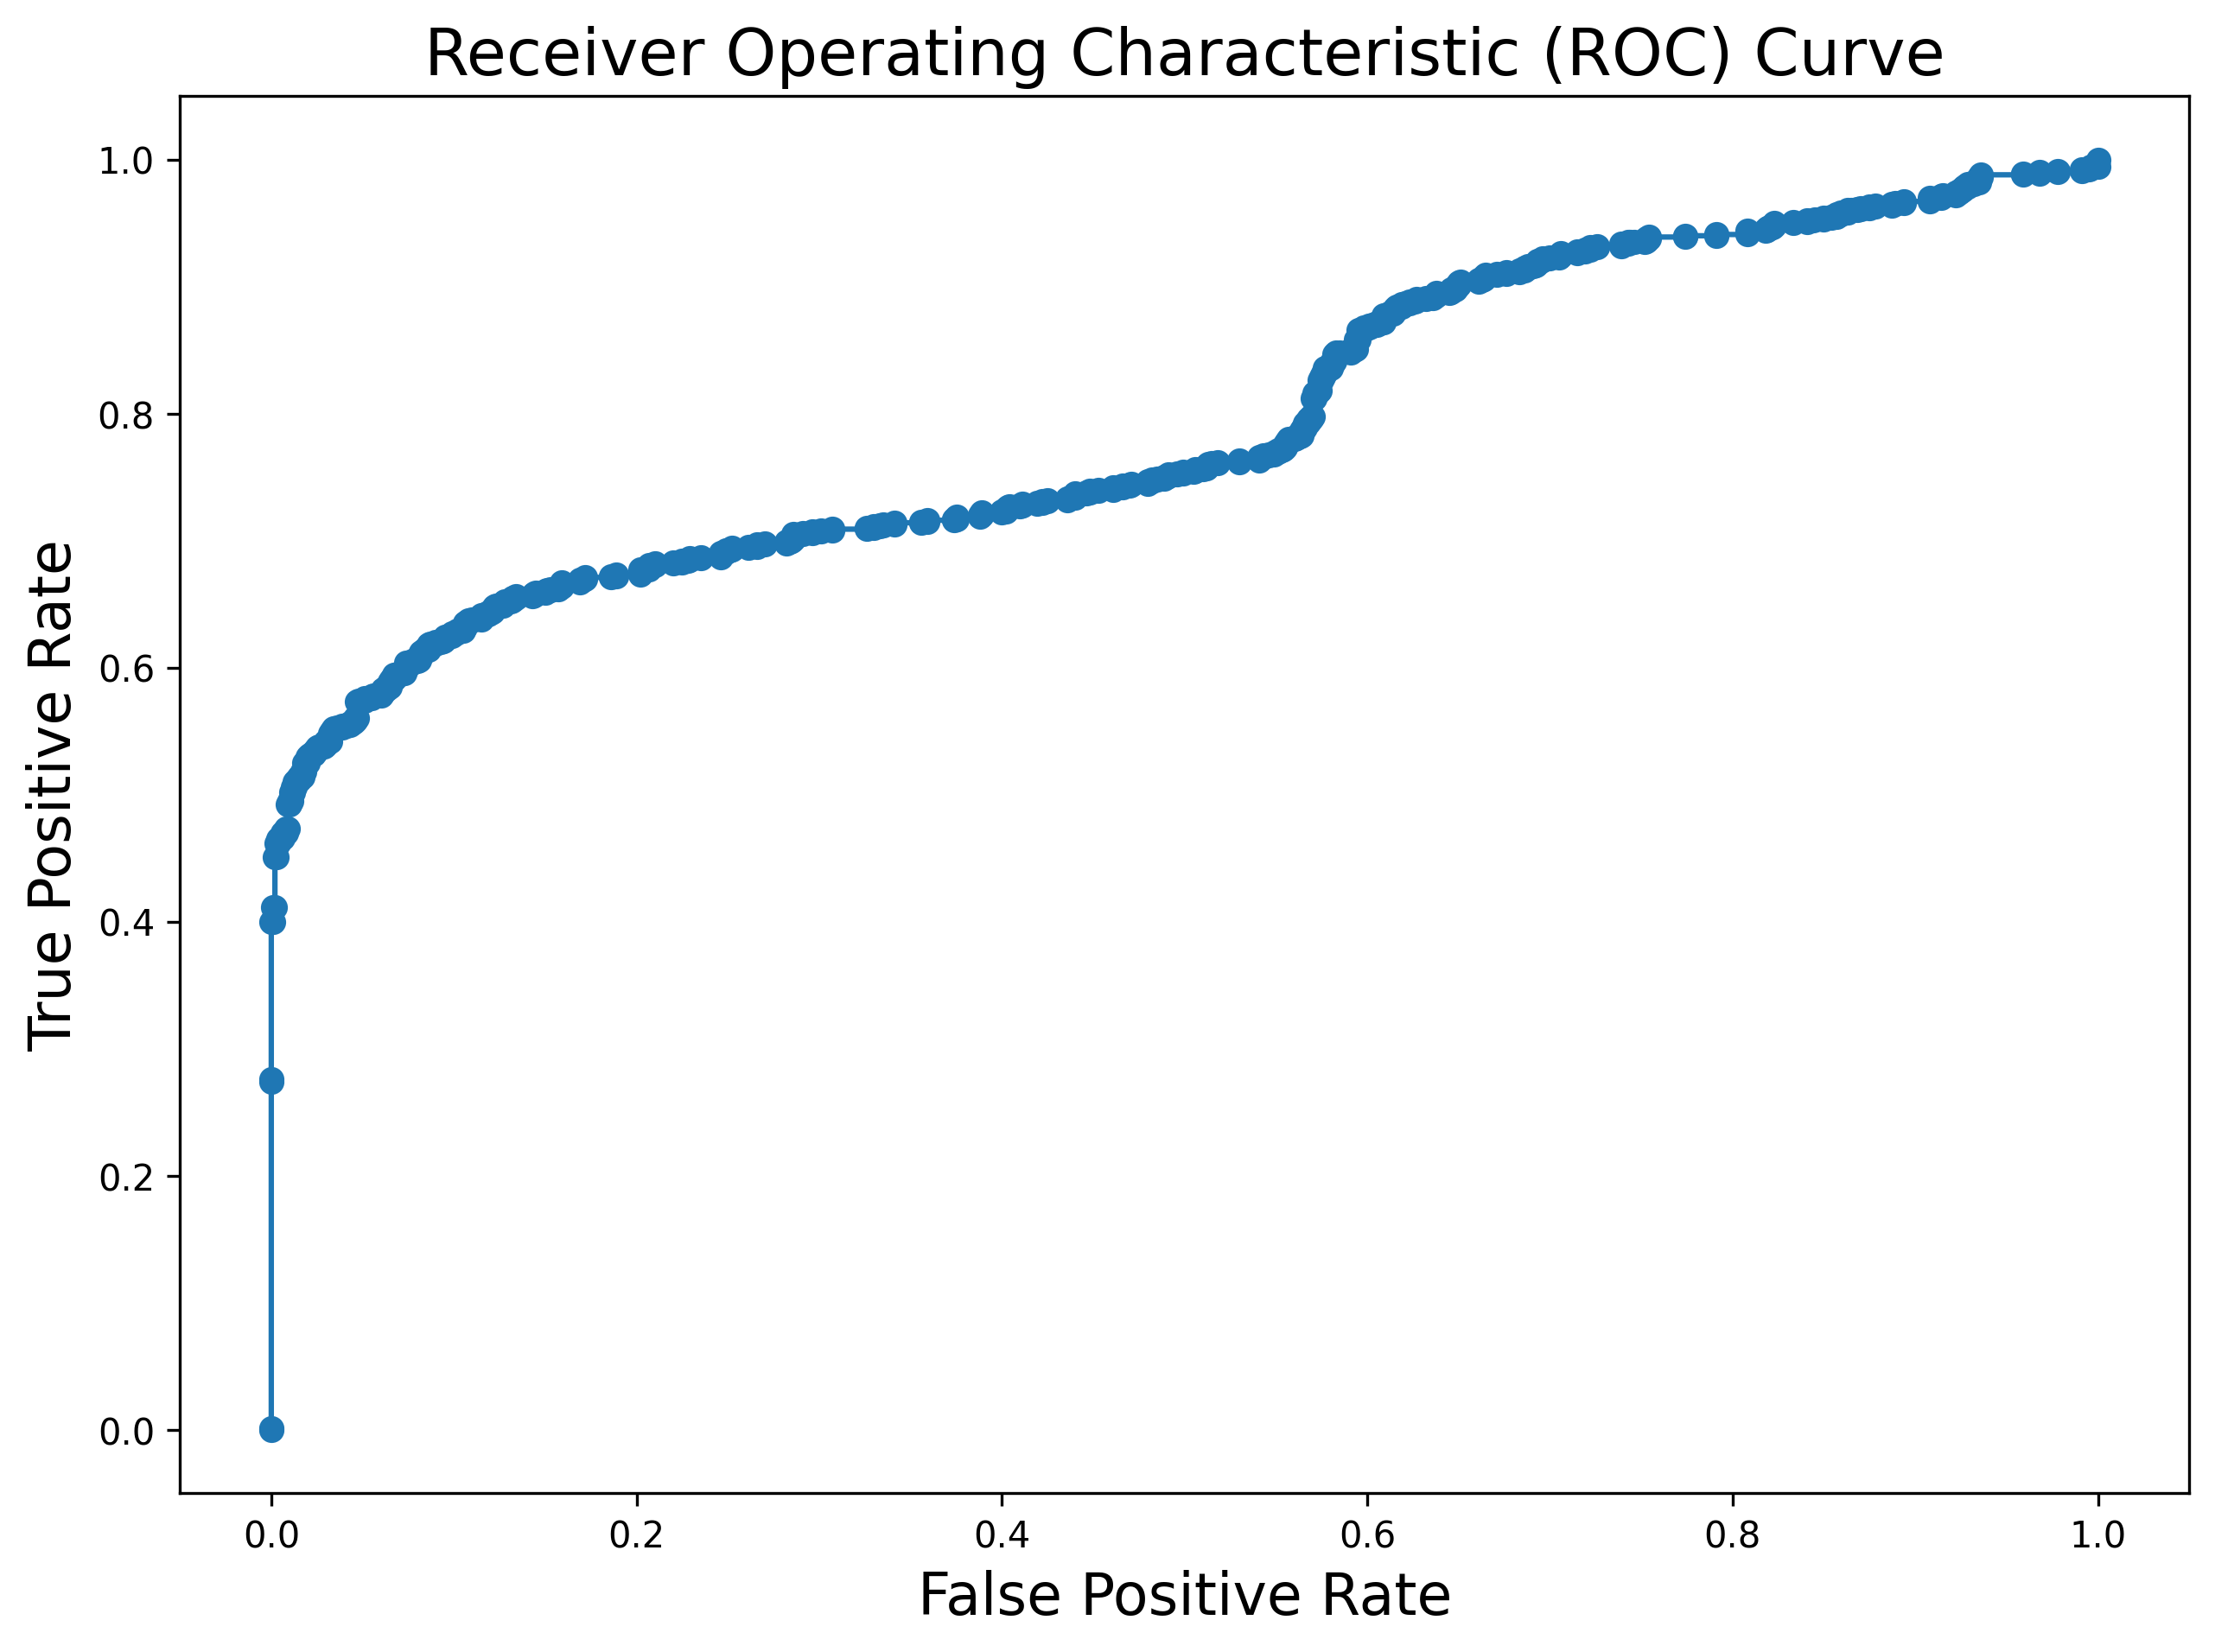 Receiver Operating Characteristic (ROC) Curve
True Positive Rate
1.0
0.8
0.6
0.4
0.2
0.0
0.0 0.2 0.4 0.6 0.8 1.0
False Positive Rate